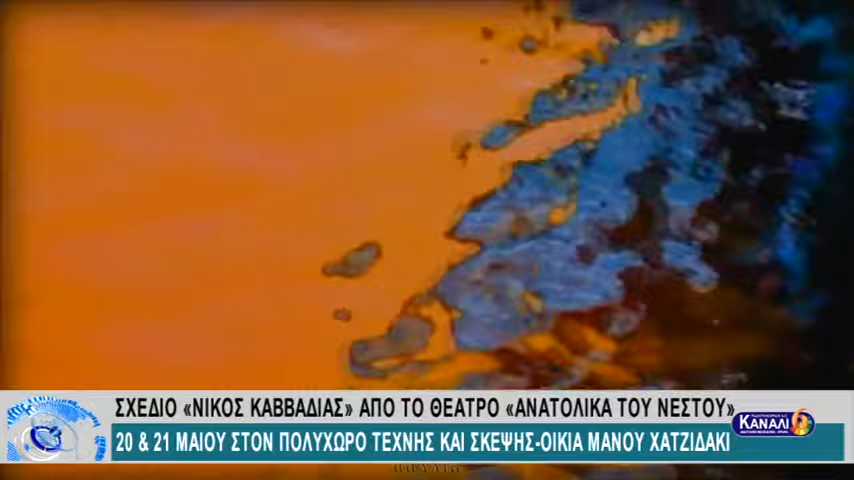 ΣΧΕΔΙΟ «ΝΙΚΟΣ ΚΑΒΒΑΔΙΑΣ» ΑΠΟ ΤΟ ΘΕΑΤΡΟ «ΑΝΑΤΟΛΙΚΑ ΤΟΥ ΝΕΣΤΟΥ»
ΚΑΝΑΛΙ 6
20 & 21 ΜΑΙΟΥ ΣΤΟΝ ΠΟΛΥΧΩΡΟ ΤΕΧΝΗΣ ΚΑΙ ΣΚΕΨΗΣ-ΟΙΚΙΑ ΜΑΝΟΥ ΧΑΤΖΙΔΑΚΙ